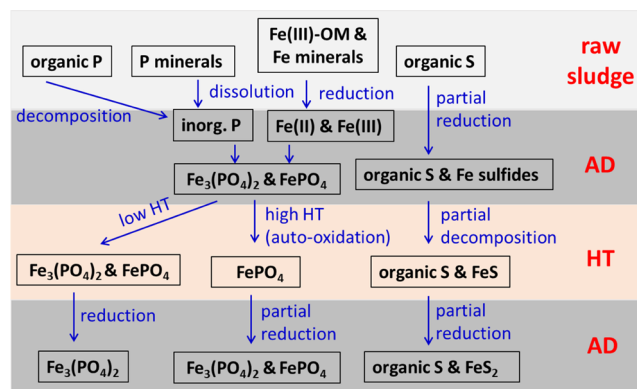 organic P
P minerals
Fe(III)-OM &
Fe minerals
organic S
raw
sludge
decomposition
dissolution
reduction
partial
reduction
inorg. P
Fe(II) & Fe(III)
AD
Fe₃(PO₄)₂ & FePO₄
organic S & Fe sulfides
low HT
high HT
(auto-oxidation)
partial
decomposition
HT
Fe₃(PO₄)₂ & FePO₄
FePO₄
organic S & FeS
reduction
partial
reduction
partial
reduction
AD
Fe₃(PO₄)₂
Fe₃(PO₄)₂ & FePO₄
organic S & FeS₂